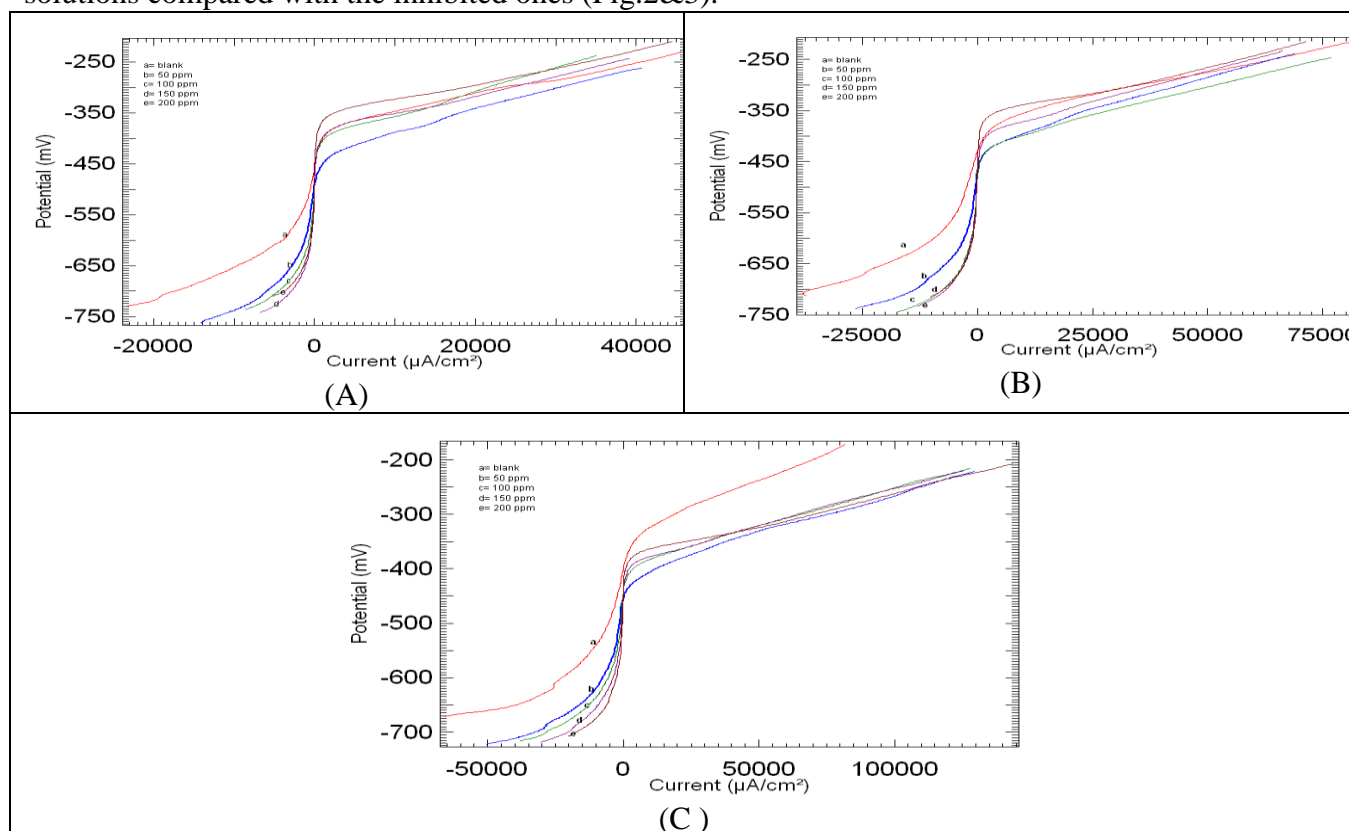 solutions compared with the inhibited ones (Fig.2&3).
-250
-350
-450
-550
-650
-750
Potential (mV)
a= blank
b= 50 ppm
c= 100 ppm
d= 150 ppm
e= 200 ppm
a
b
c
e
d
-20000 0 20000 40000
Current (µA/cm²)
(A)
-250
-350
-450
-550
-650
-750
Potential (mV)
a= blank
b= 50 ppm
c= 100 ppm
d= 150 ppm
e= 200 ppm
a
b
d
c
e
-25000 0 25000 50000 75000
Current (µA/cm²)
(B)
-200
-300
-400
-500
-600
-700
Potential (mV)
a= blank
b= 50 ppm
c= 100 ppm
d= 150 ppm
e= 200 ppm
a
b
c
d
e
-50000 0 50000 100000
Current (µA/cm²)
(C )